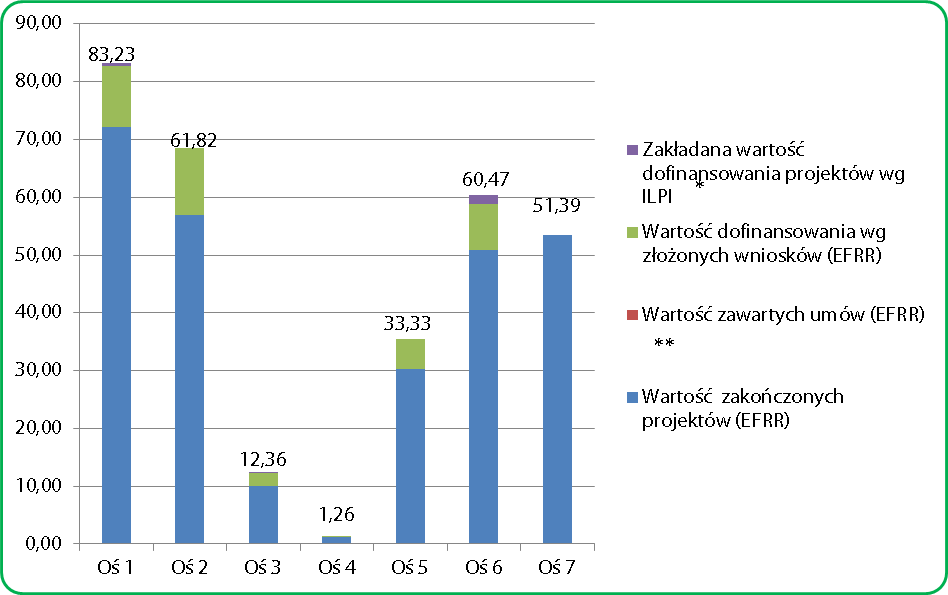 90,00
80,00
70,00
60,00
50,00
40,00
30,00
20,00
10,00
0,00
83,23
61,82
12,36
1,26
33,33
60,47
51,39
Oś 1
Oś 2
Oś 3
Oś 4
Oś 5
Oś 6
Oś 7
Zakładana wartość
dofinansowania projektów wg
ILPI *
Wartość dofinansowania wg
złożonych wniosków (EFRR)
Wartość zawartych umów (EFRR)
**
Wartość zakończonych
projektów (EFRR)